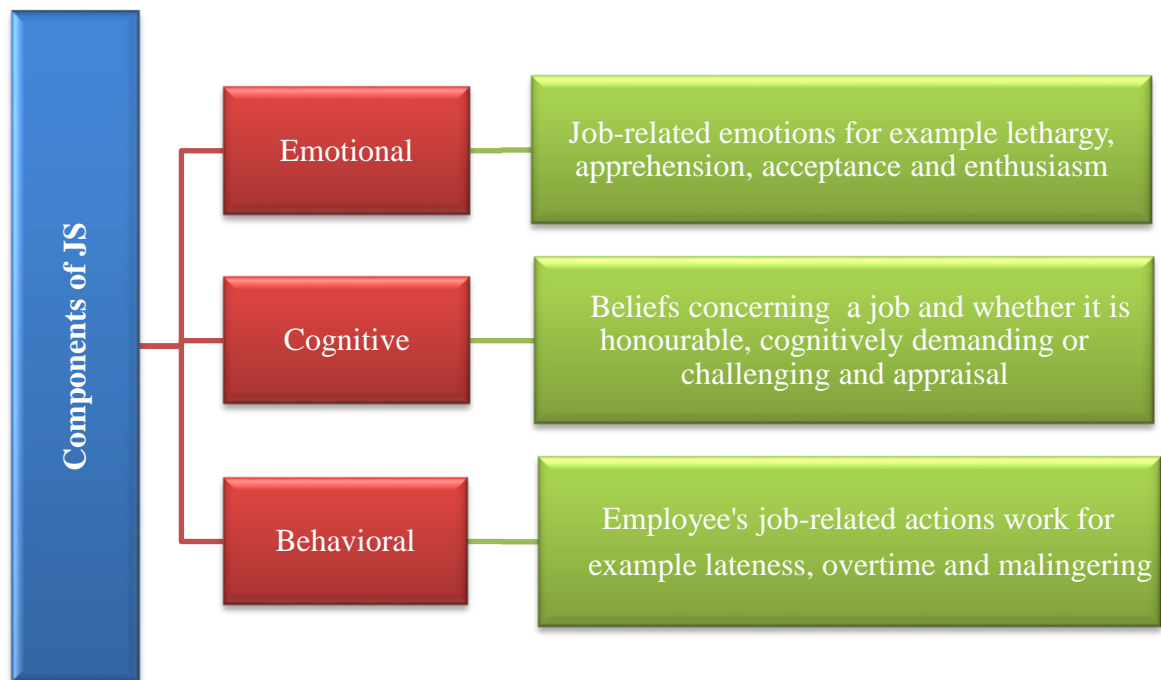 Components of JS
Emotional
Job-related emotions for example lethargy,
apprehension, acceptance and enthusiasm
Cognitive
Beliefs concerning a job and whether it is
honourable, cognitively demanding or
challenging and appraisal
Behavioral
Employee's job-related actions work for
example lateness, overtime and malingering